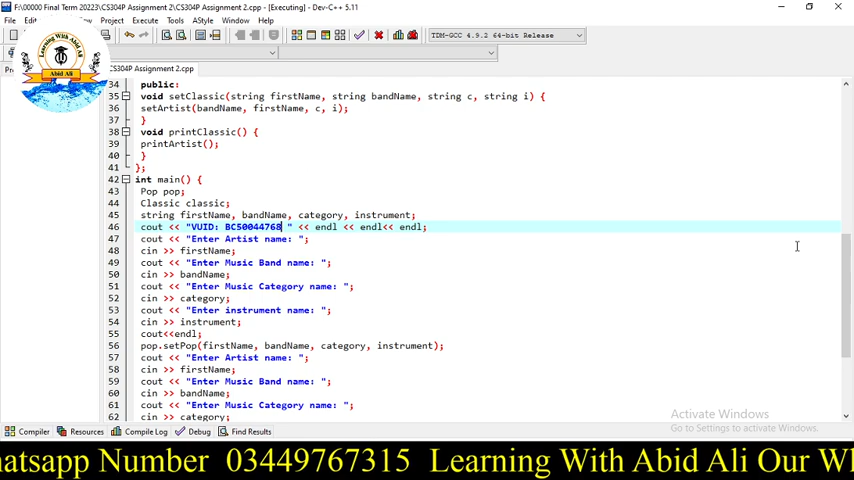 F:\00000 Final Term 20223\CS304P Assignment 2\CS304P Assignment 2.cpp - [Executing] - Dev-C++ 5.11
File Project Execute Tools AStyle Window Help
TDM-GCC 4.9.2 64-bit Release
Learning With Abid Ali
Abid Ali
CS304P Assignment 2.cpp
34 public:
35 void setClassic(string firstName, string bandName, string c, string i) {
36 setArtist(bandName, firstName, c, i);
37 }
38 void printClassic() {
39 printArtist();
40 }
41 };
42 int main() {
43 Pop pop;
44 Classic classic;
45 string firstName, bandName, category, instrument;
46 cout << "VUID: BC50044768 " << endl << endl<< endl;
47 cout << "Enter Artist name: ";
48 cin >> firstName;
49 cout << "Enter Music Band name: ";
50 cin >> bandName;
51 cout << "Enter Music Category name: ";
52 cin >> category;
53 cout << "Enter instrument name: ";
54 cin >> instrument;
55 cout<<endl;
56 pop.setPop(firstName, bandName, category, instrument);
57 cout << "Enter Artist name: ";
58 cin >> firstName;
59 cout << "Enter Music Band name: ";
60 cin >> bandName;
61 cout << "Enter Music Category name: ";
62 cin >> category;
Activate Windows
Go to Settings to activate Windows.
Compiler Resources Compile Log Debug Find Results
hatsapp Number 03449767315 Learning With Abid Ali Our Wh